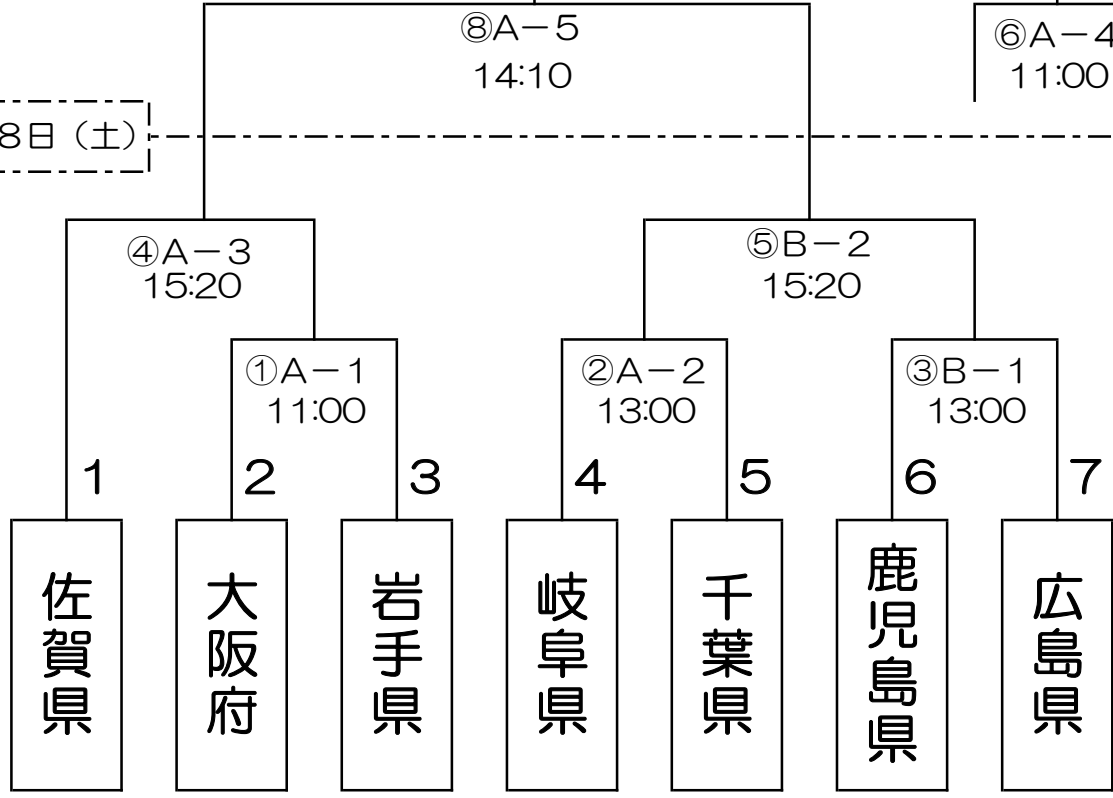 ⑧A−5
14:10
⑥A−4
11:00
8日（土）
④A−3
15:20
⑤B−2
15:20
①A−1
11:00
②A−2
13:00
③B−1
13:00
1
2
3
4
5
6
7
佐賀県
大阪府
岩手県
岐阜県
千葉県
鹿児島県
広島県